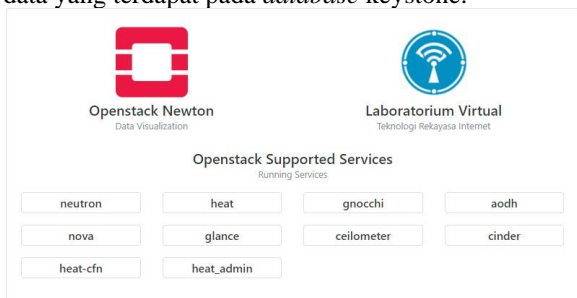 data yang terdapat pada database keystone.
Openstack Newton
Data Visualization
Laboratorium Virtual
Teknologi Rekayasa Internet
Openstack Supported Services
Running Services
neutron heat gnocchi aodh
nova glance ceilometer cinder
heat-cfn heat_admin